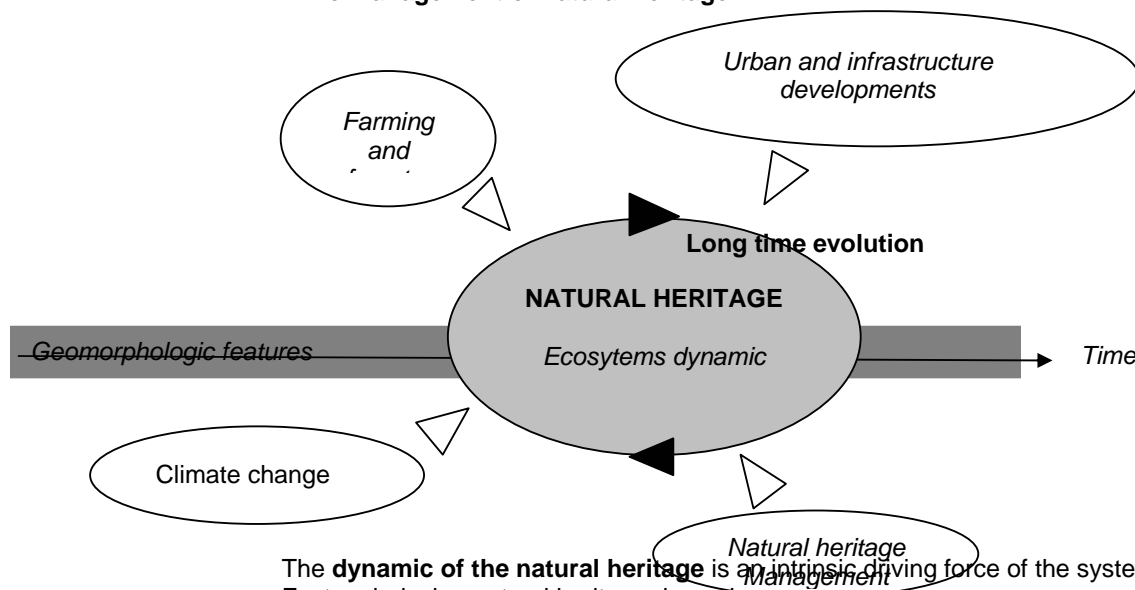 Urban and infrastructure
developments
Farming
and
Long time evolution
NATURAL HERITAGE
Geomorphologic features
Ecosytems dynamic
Time
Climate change
Natural heritage
Management
The dynamic of the natural heritage is an intrinsic driving force of the syste